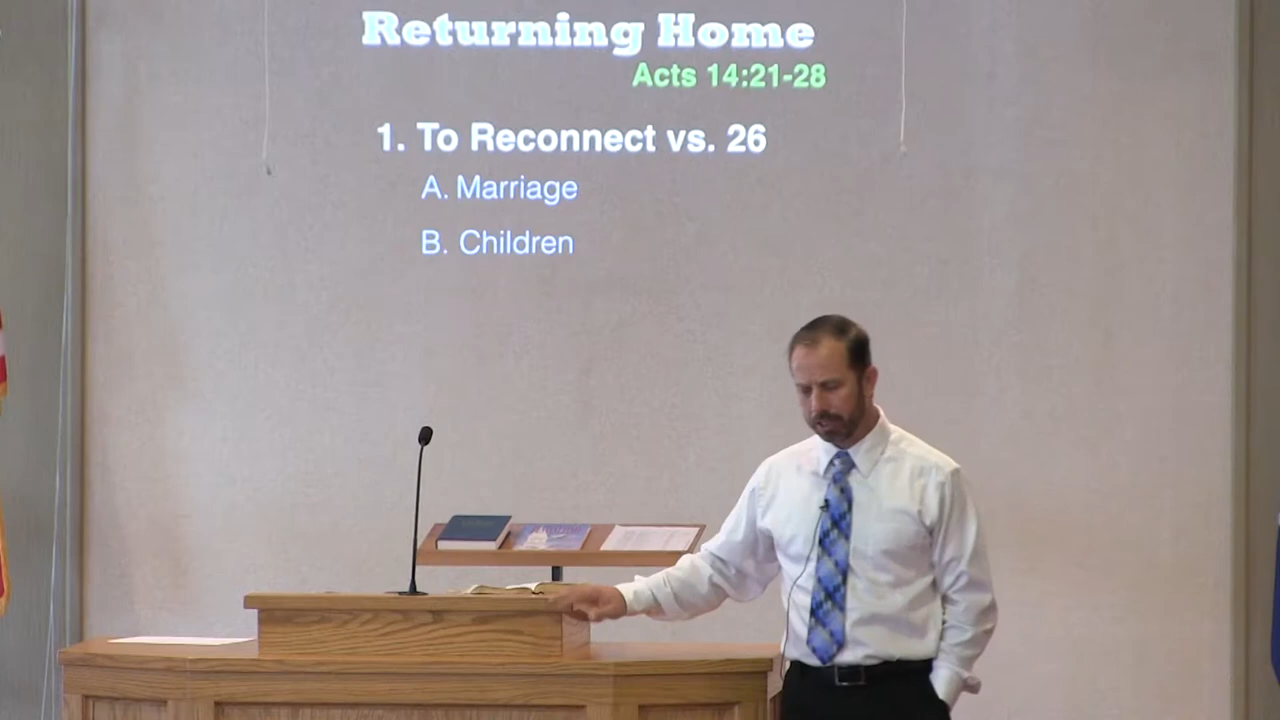 Returning Home
Acts 14:21-28
1. To Reconnect vs. 26
A. Marriage
B. Children